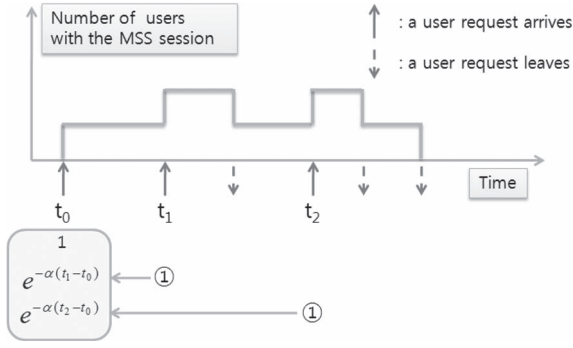 Number of users
with the MSS session
: a user request arrives
: a user request leaves
Time
t₀
t₁
t₂
1
e^{-α(t₁-t₀)}
①
e^{-α(t₂-t₀)}
①